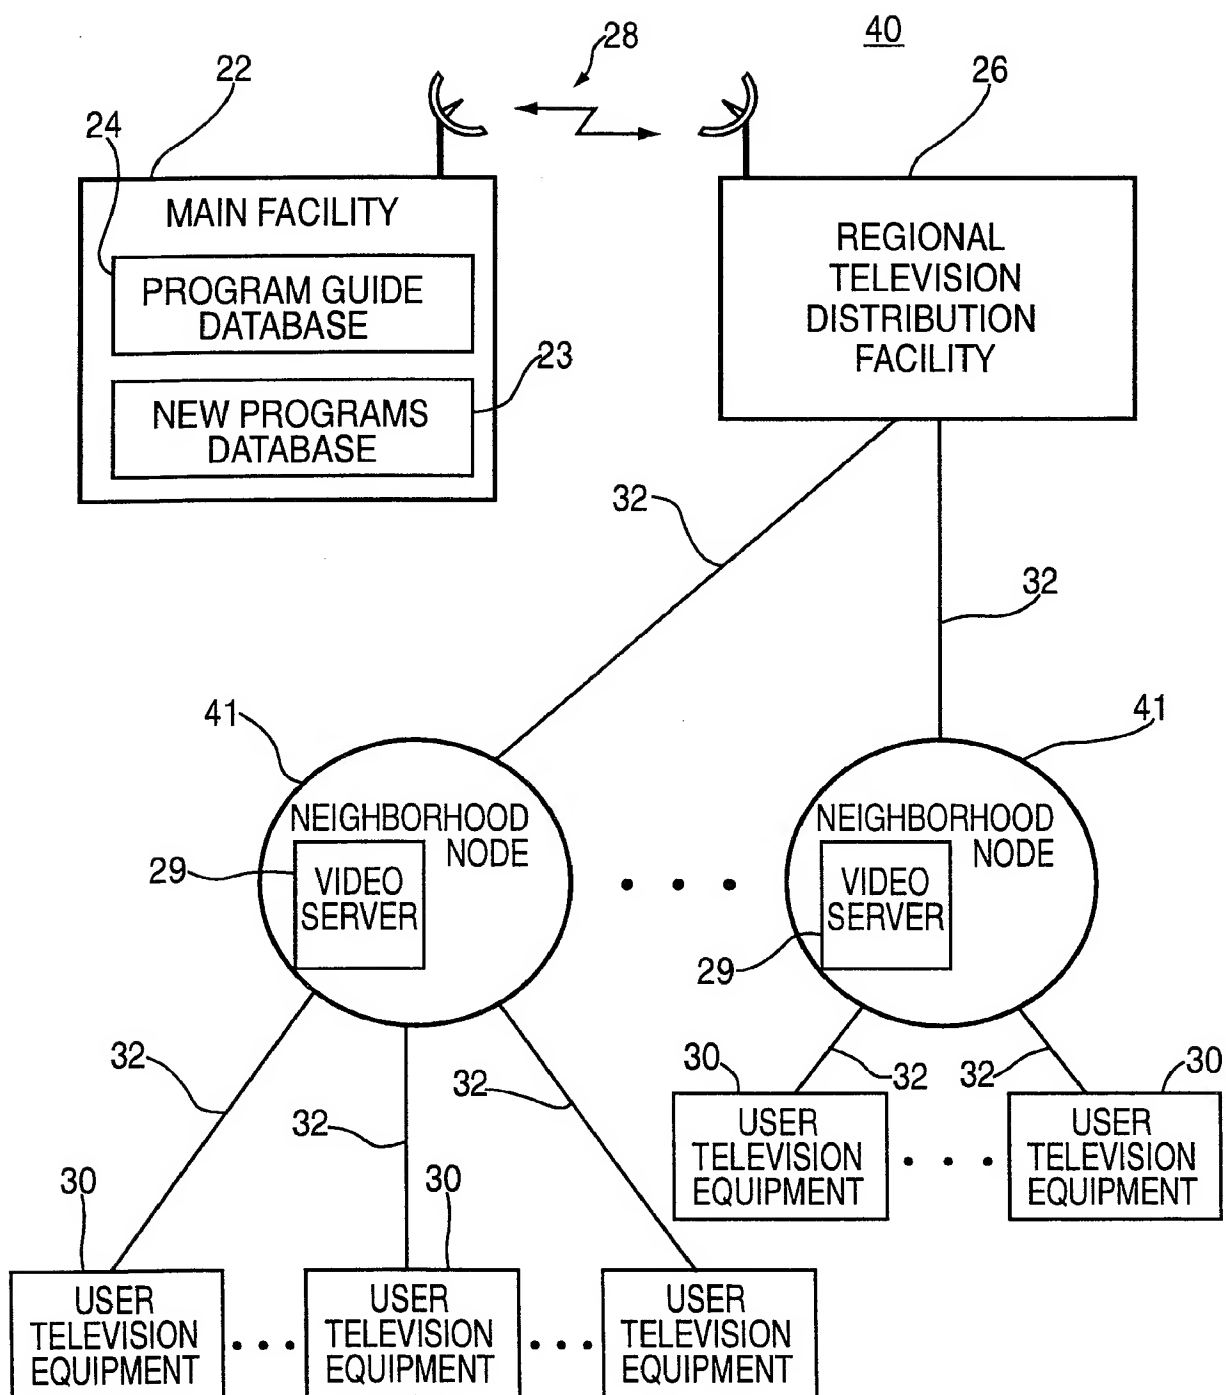 40
28
22
26
24
MAIN FACILITY
PROGRAM GUIDE
DATABASE
23
NEW PROGRAMS
DATABASE
REGIONAL
TELEVISION
DISTRIBUTION
FACILITY
32
32
41
41
NEIGHBORHOOD
NODE
29
VIDEO
SERVER
NEIGHBORHOOD
NODE
VIDEO
SERVER
29
32
32
32
30
32
32
30
USER
TELEVISION
EQUIPMENT
USER
TELEVISION
EQUIPMENT
30
30
USER
TELEVISION
EQUIPMENT
USER
TELEVISION
EQUIPMENT
USER
TELEVISION
EQUIPMENT